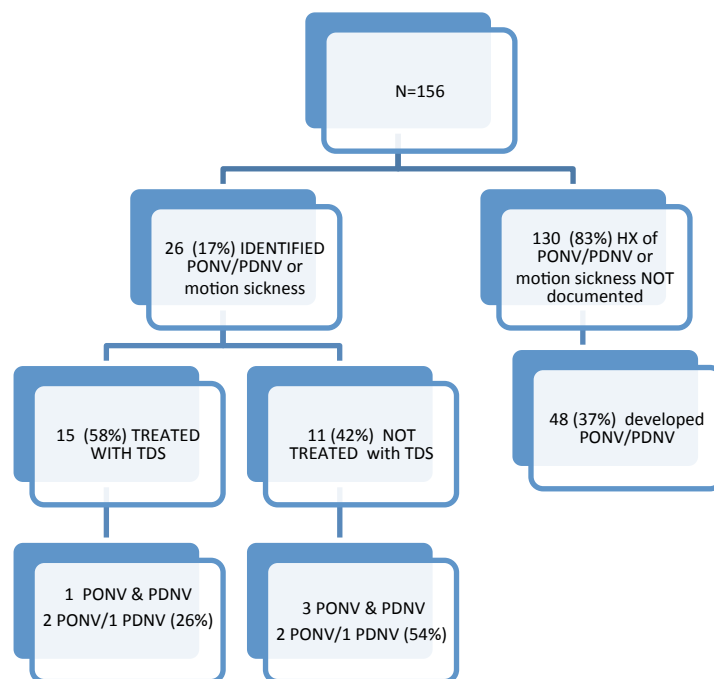 N=156
26 (17%) IDENTIFIED
PONV/PDNV or
motion sickness
130 (83%) HX of
PONV/PDNV or
motion sickness NOT
documented
15 (58%) TREATED
WITH TDS
11 (42%) NOT
TREATED with TDS
48 (37%) developed
PONV/PDNV
1 PONV & PDNV
2 PONV/1 PDNV (26%)
3 PONV & PDNV
2 PONV/1 PDNV (54%)